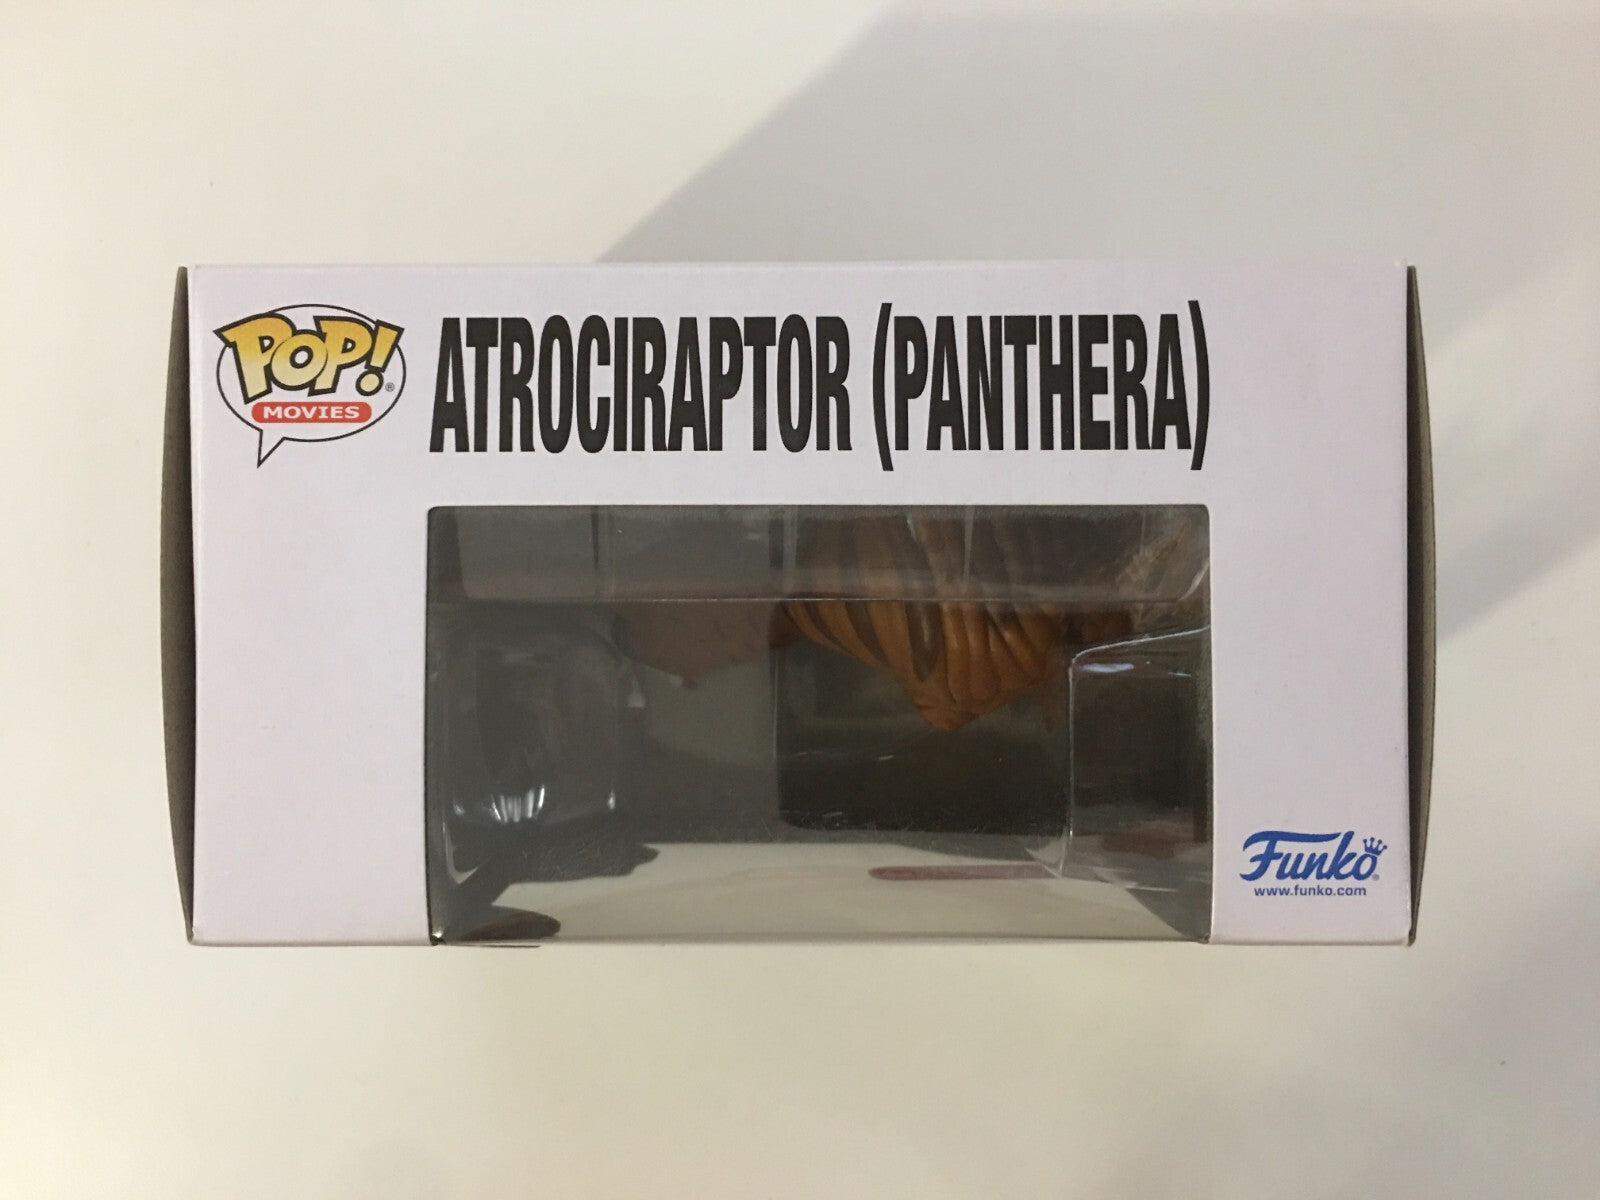 POP!®
MOVIES
ATROCIRAPTOR (PANTHERA)
Funko®
www.funko.com